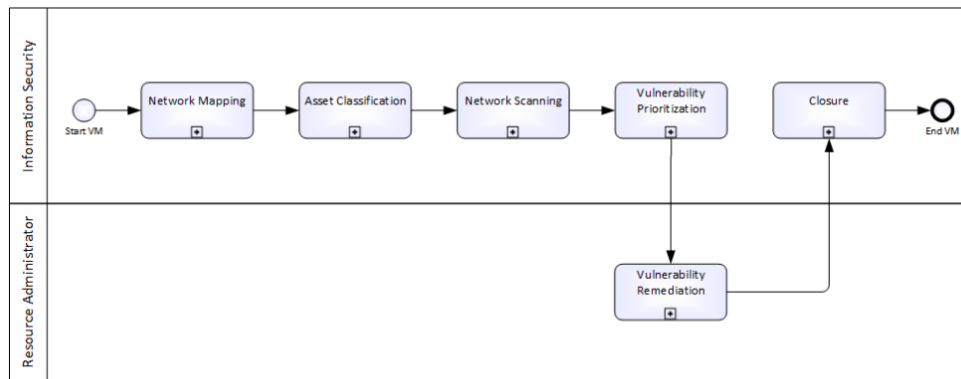 Information Security
Start VM
Network Mapping
Asset Classification
Network Scanning
Vulnerability
Prioritization
Closure
End VM
Resource Administrator
Vulnerability
Remediation